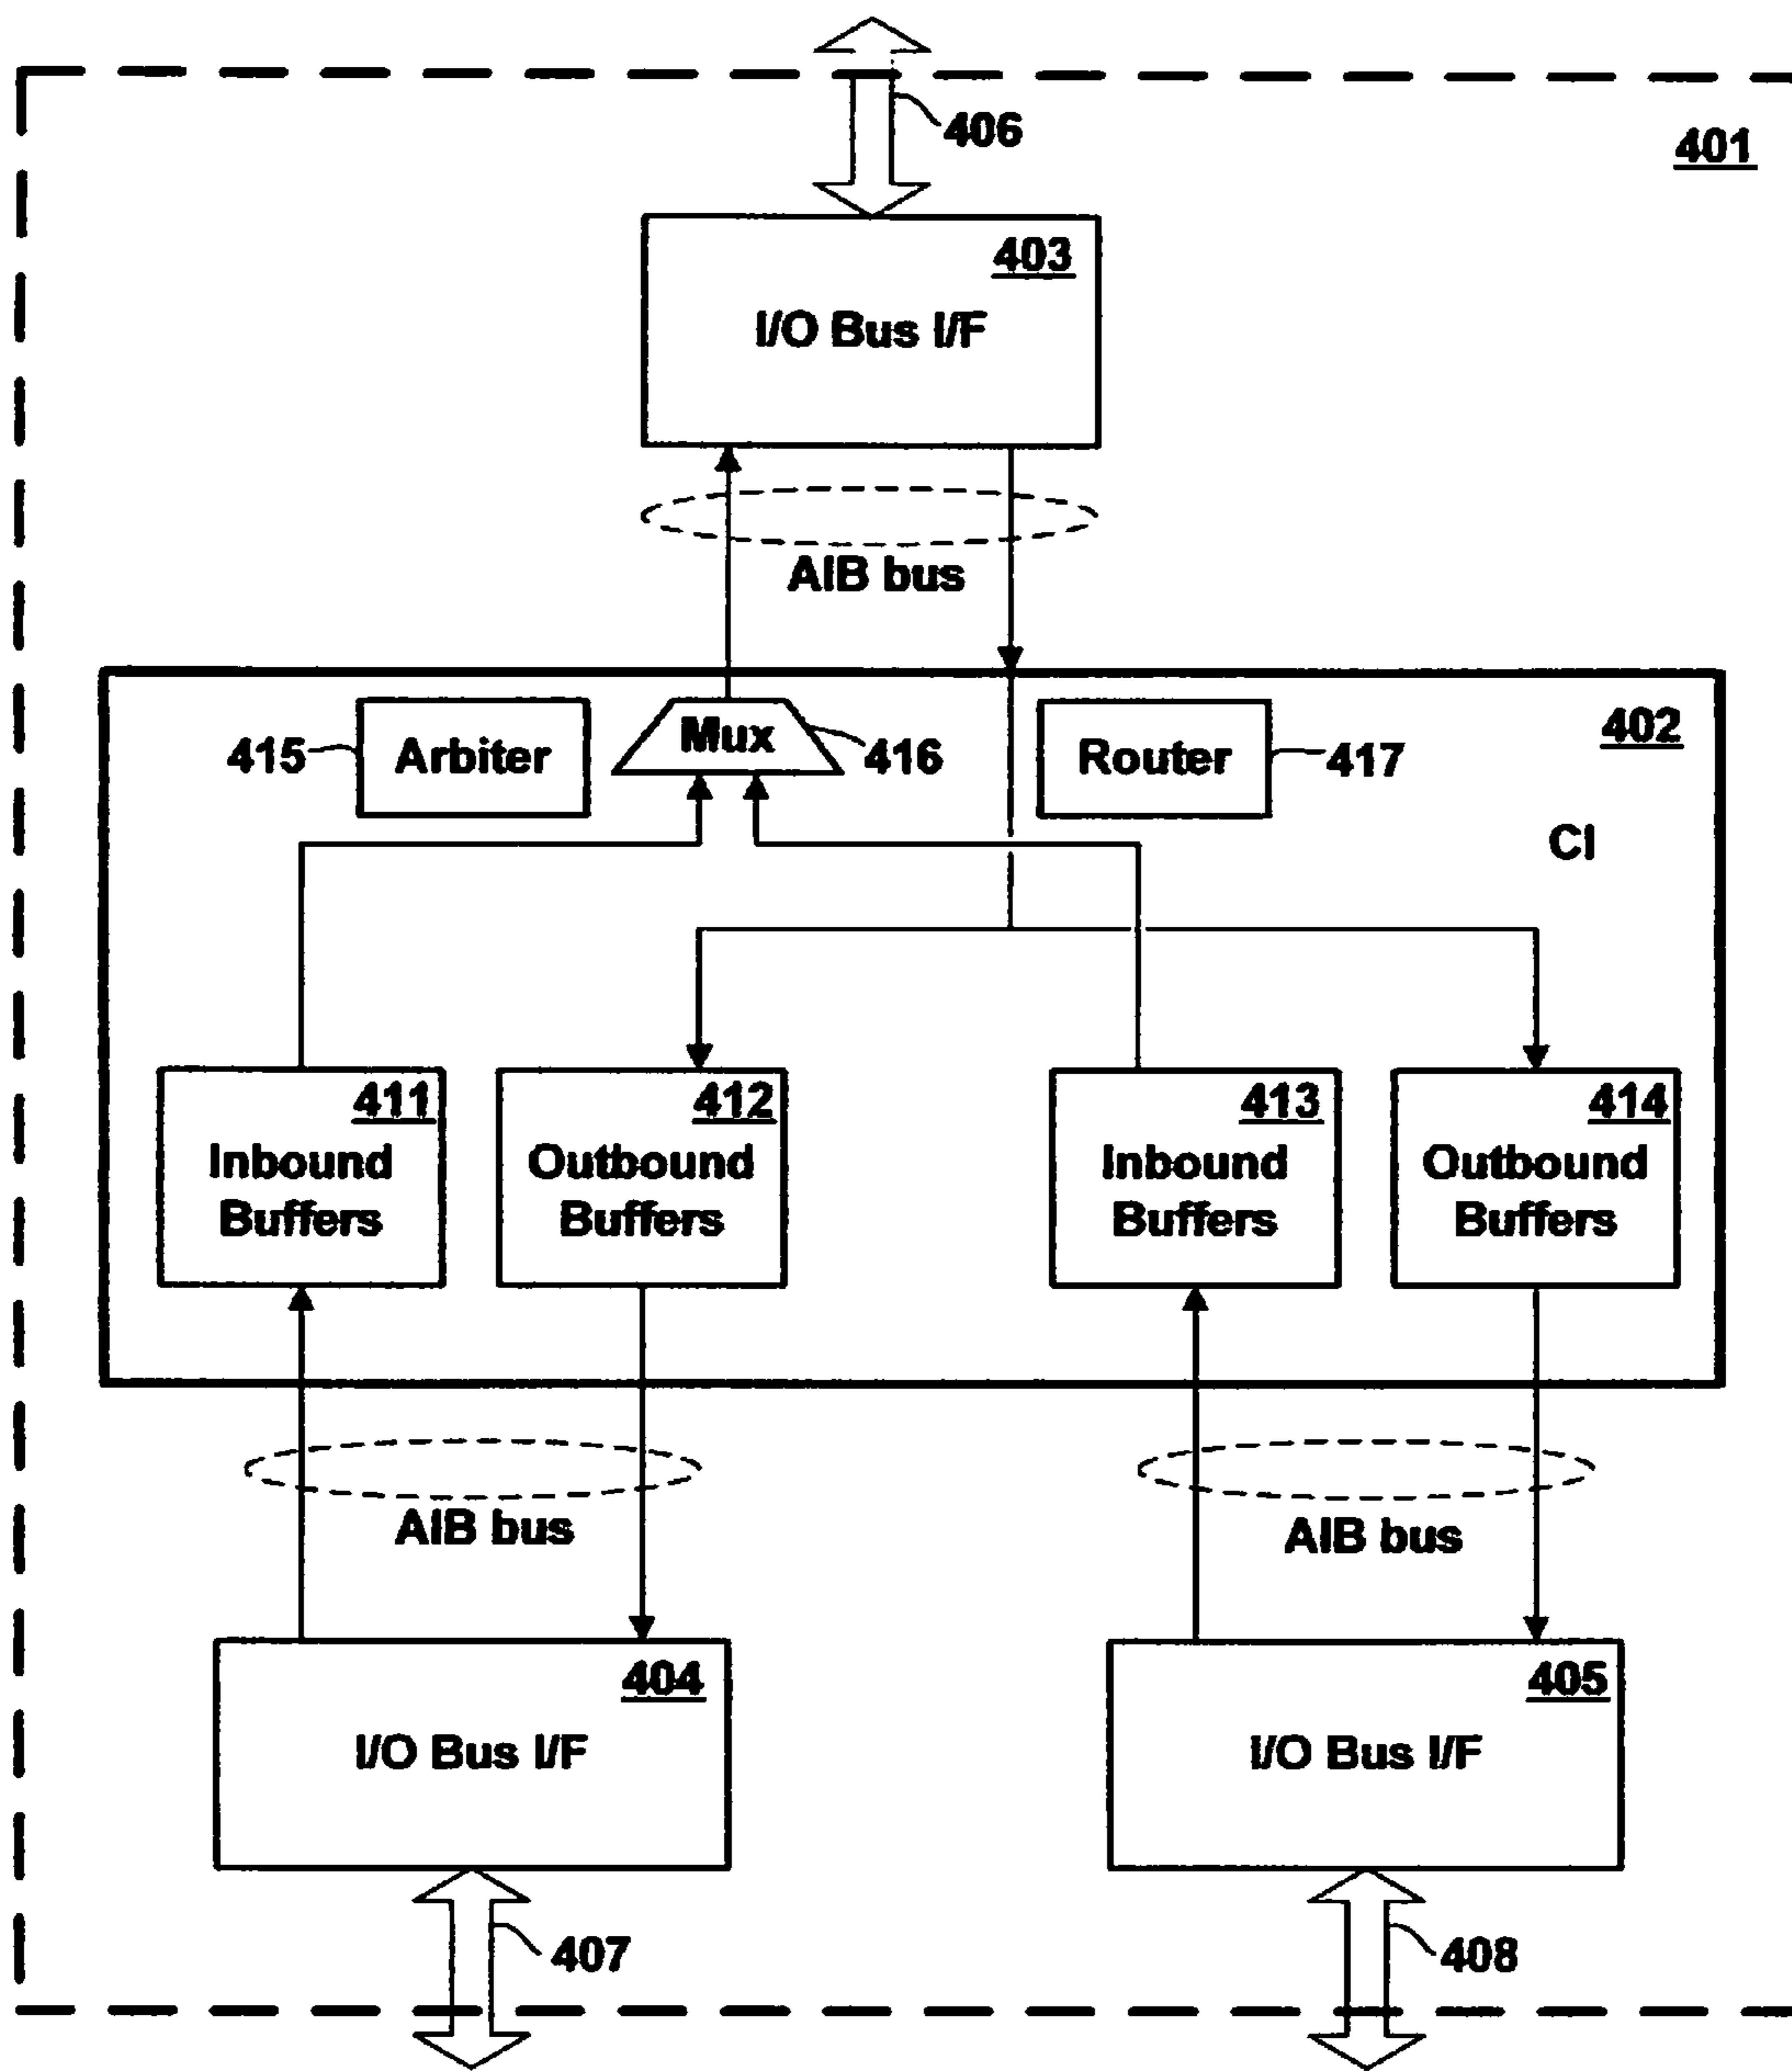 406
401
403
I/O Bus I/F
AIB bus
402
415
Arbiter
Mux
416
Router
417
CI
411
Inbound
Buffers
412
Outbound
Buffers
413
Inbound
Buffers
414
Outbound
Buffers
AIB bus
AIB bus
404
I/O Bus I/F
405
I/O Bus I/F
407
408